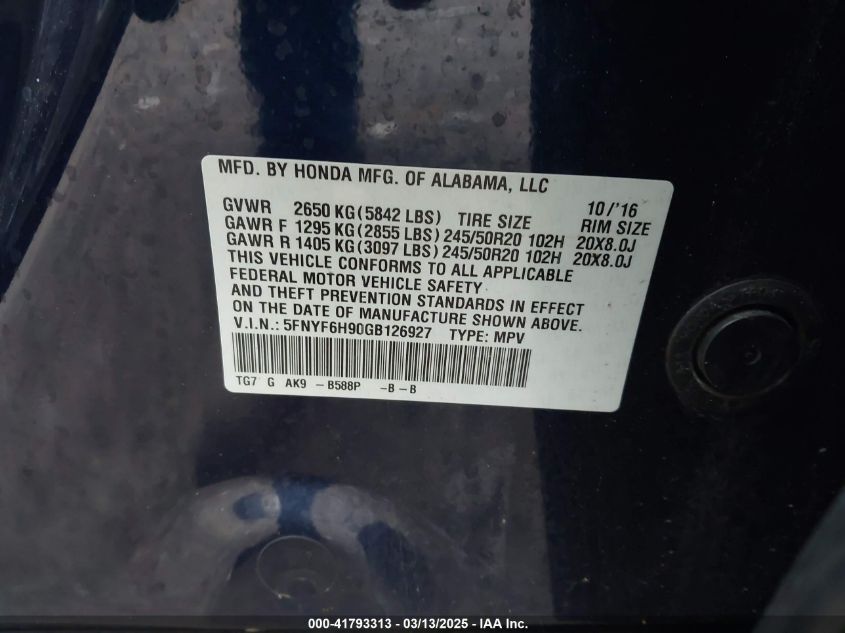 MFD. BY HONDA MFG. OF ALABAMA, LLC
10/'16
GVWR 2650 KG (5842 LBS) TIRE SIZE RIM SIZE
GAWR F 1295 KG (2855 LBS) 245/50R20 102H 20X8.0J
GAWR R 1405 KG (3097 LBS) 245/50R20 102H 20X8.0J
THIS VEHICLE CONFORMS TO ALL APPLICABLE
FEDERAL MOTOR VEHICLE SAFETY
AND THEFT PREVENTION STANDARDS IN EFFECT
ON THE DATE OF MANUFACTURE SHOWN ABOVE.
V.I.N.: 5FNYF6H90GB126927 TYPE: MPV
TG7 G AK9 -B588P -B-B
000-41793313 - 03/13/2025 - IAA Inc.